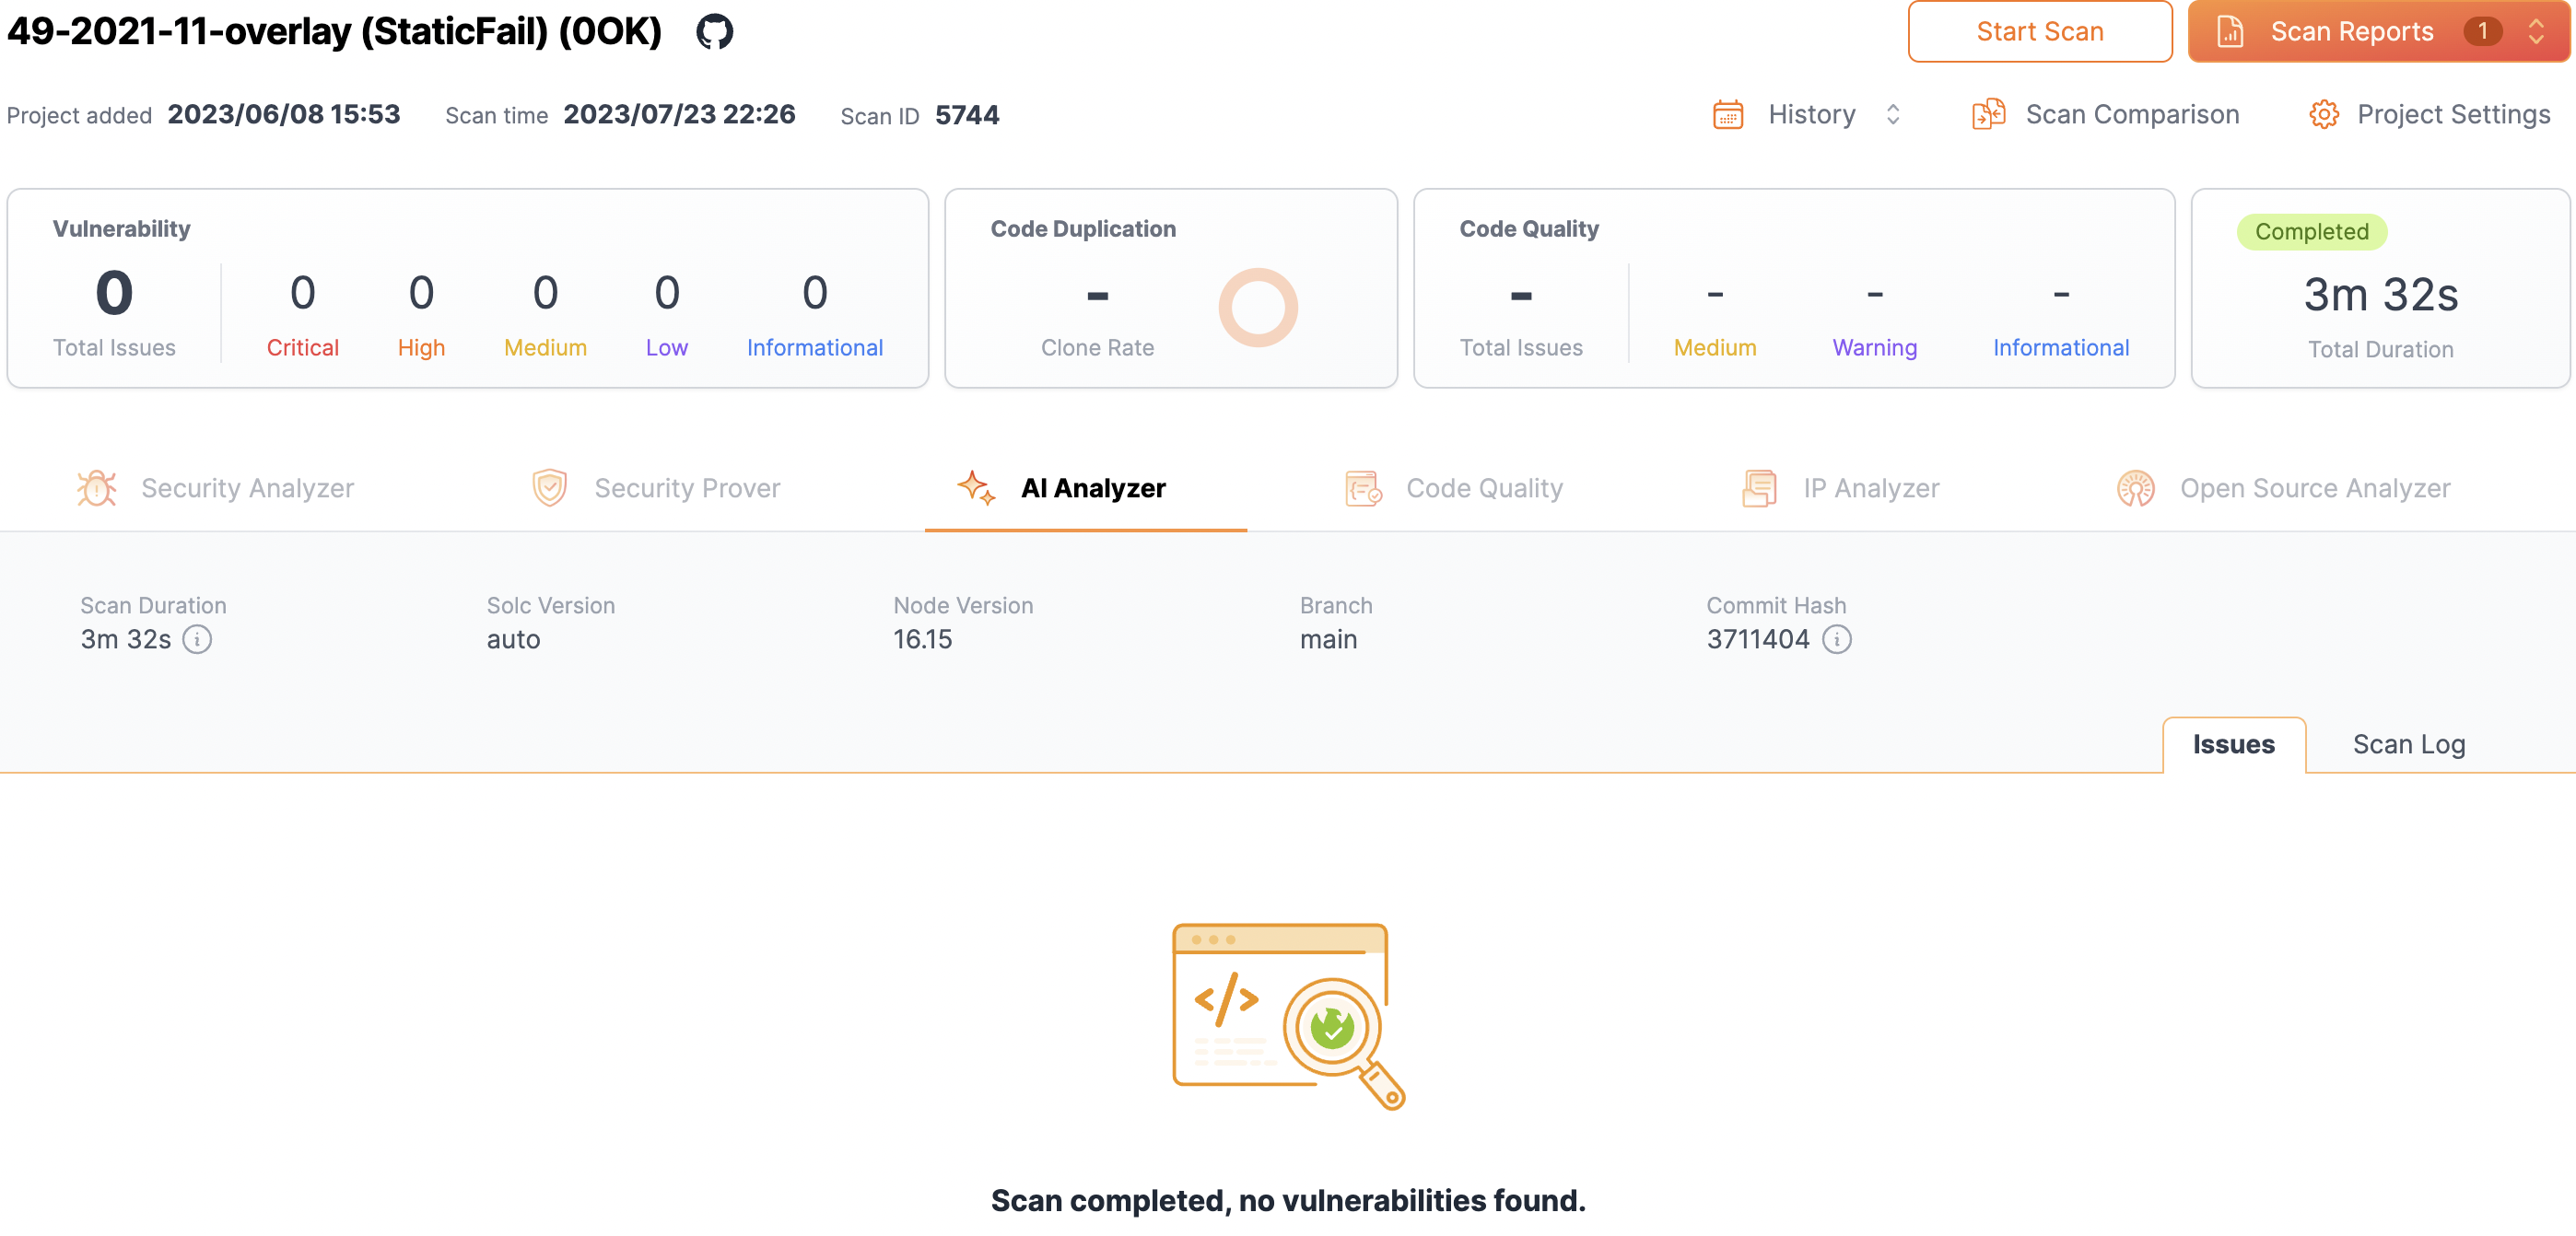 49-2021-11-overlay (StaticFail) (0OK)
Start Scan
Scan Reports 1
Project added 2023/06/08 15:53 Scan time 2023/07/23 22:26 Scan ID 5744
History Scan Comparison Project Settings
Vulnerability
0 0 0 0 0 0
Total Issues Critical High Medium Low Informational
Code Duplication
-
Clone Rate
Code Quality
- - - -
Total Issues Medium Warning Informational
Completed
3m 32s
Total Duration
Security Analyzer Security Prover AI Analyzer Code Quality IP Analyzer Open Source Analyzer
Scan Duration Solc Version Node Version Branch Commit Hash
3m 32s auto 16.15 main 3711404
Issues Scan Log
</>
Scan completed, no vulnerabilities found.